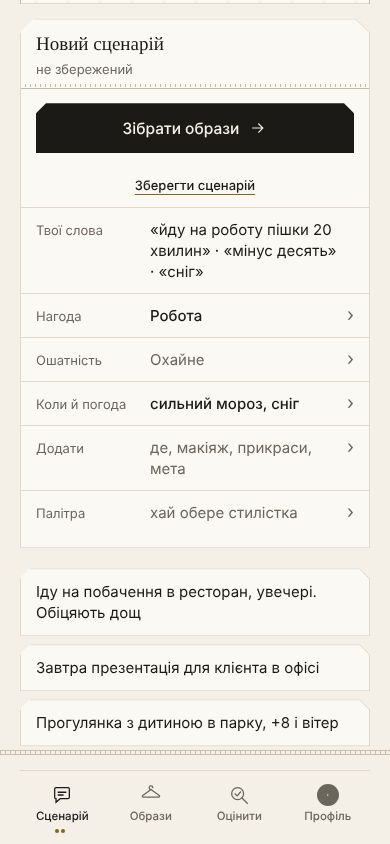 Новий сценарій
не збережений
Зібрати образи →
Зберегти сценарій
Твої слова
«йду на роботу пішки 20
хвилин» · «мінус десять»
· «сніг»
Нагода
Робота
Ошатність
Охайне
Коли й погода
сильний мороз, сніг
Додати
де, макіяж, прикраси,
мета
Палітра
хай обере стилістка
Іду на побачення в ресторан, увечері.
Обіцяють дощ
Завтра презентація для клієнта в офісі
Прогулянка з дитиною в парку, +8 і вітер
Сценарій
Образи
Оцінити
Профіль